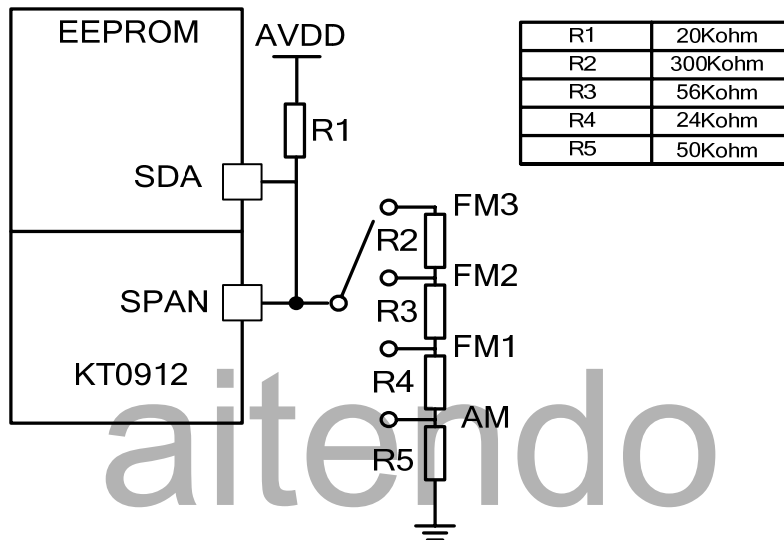 EEPROM
AVDD
R1
SDA
SPAN
KT0912
FM3
R2
FM2
R3
FM1
R4
AM
R5
R1 20Kohm
R2 300Kohm
R3 56Kohm
R4 24Kohm
R5 50Kohm
aitendo